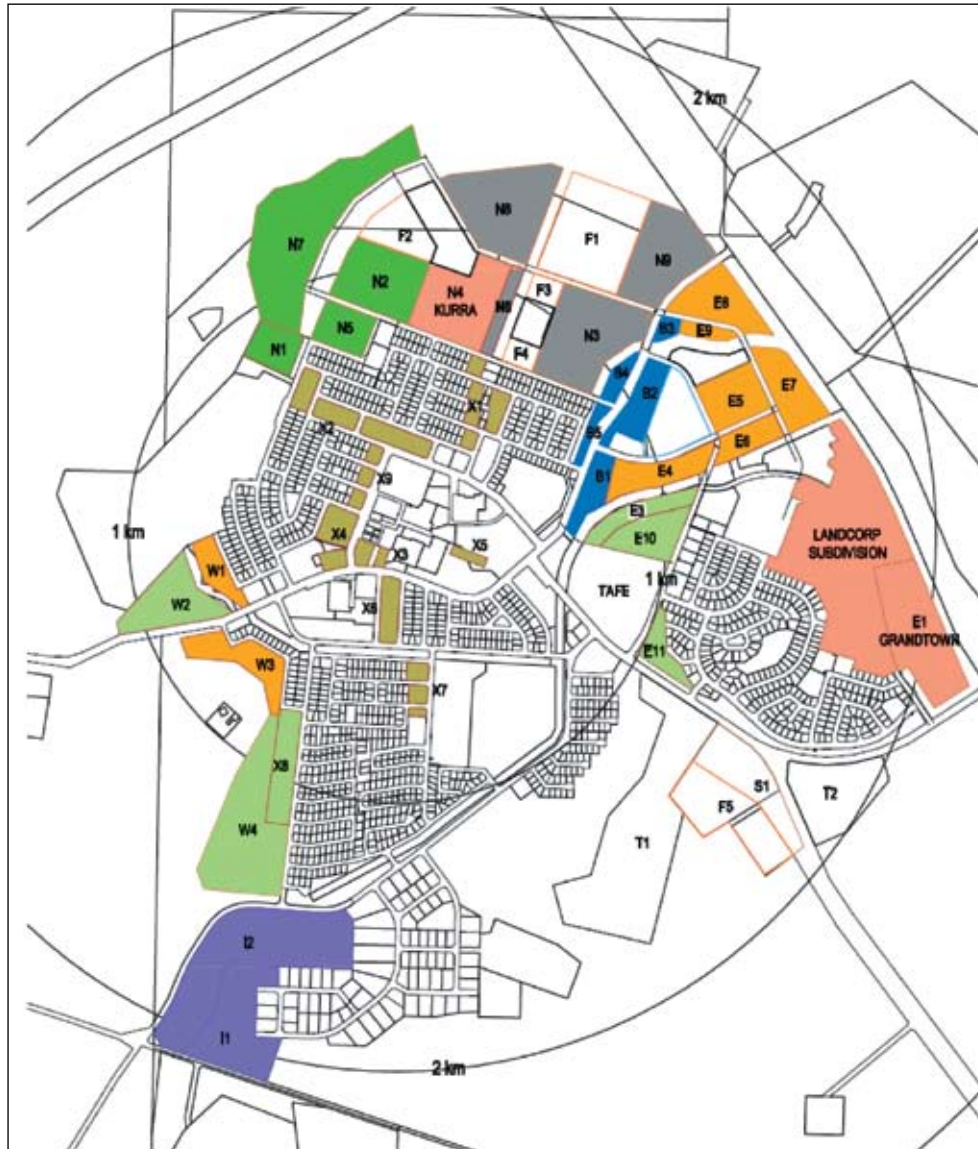 2 km
N8
N7
F2
F1
N9
N2
N4
KURRA
F3
E8
N5
N3
B3
E9
N1
F4
B4
B2
E7
X1
E5
X2
B5
E6
X9
B1
E4
E3
LANDCORP
SUBDIVISION
X4
X3
X5
E10
1 km
W1
TAFE
1 km
W2
X6
E1
GRANDTOWN
W3
E11
X7
X8
S1
T2
F5
W4
T1
I2
I1
2 km